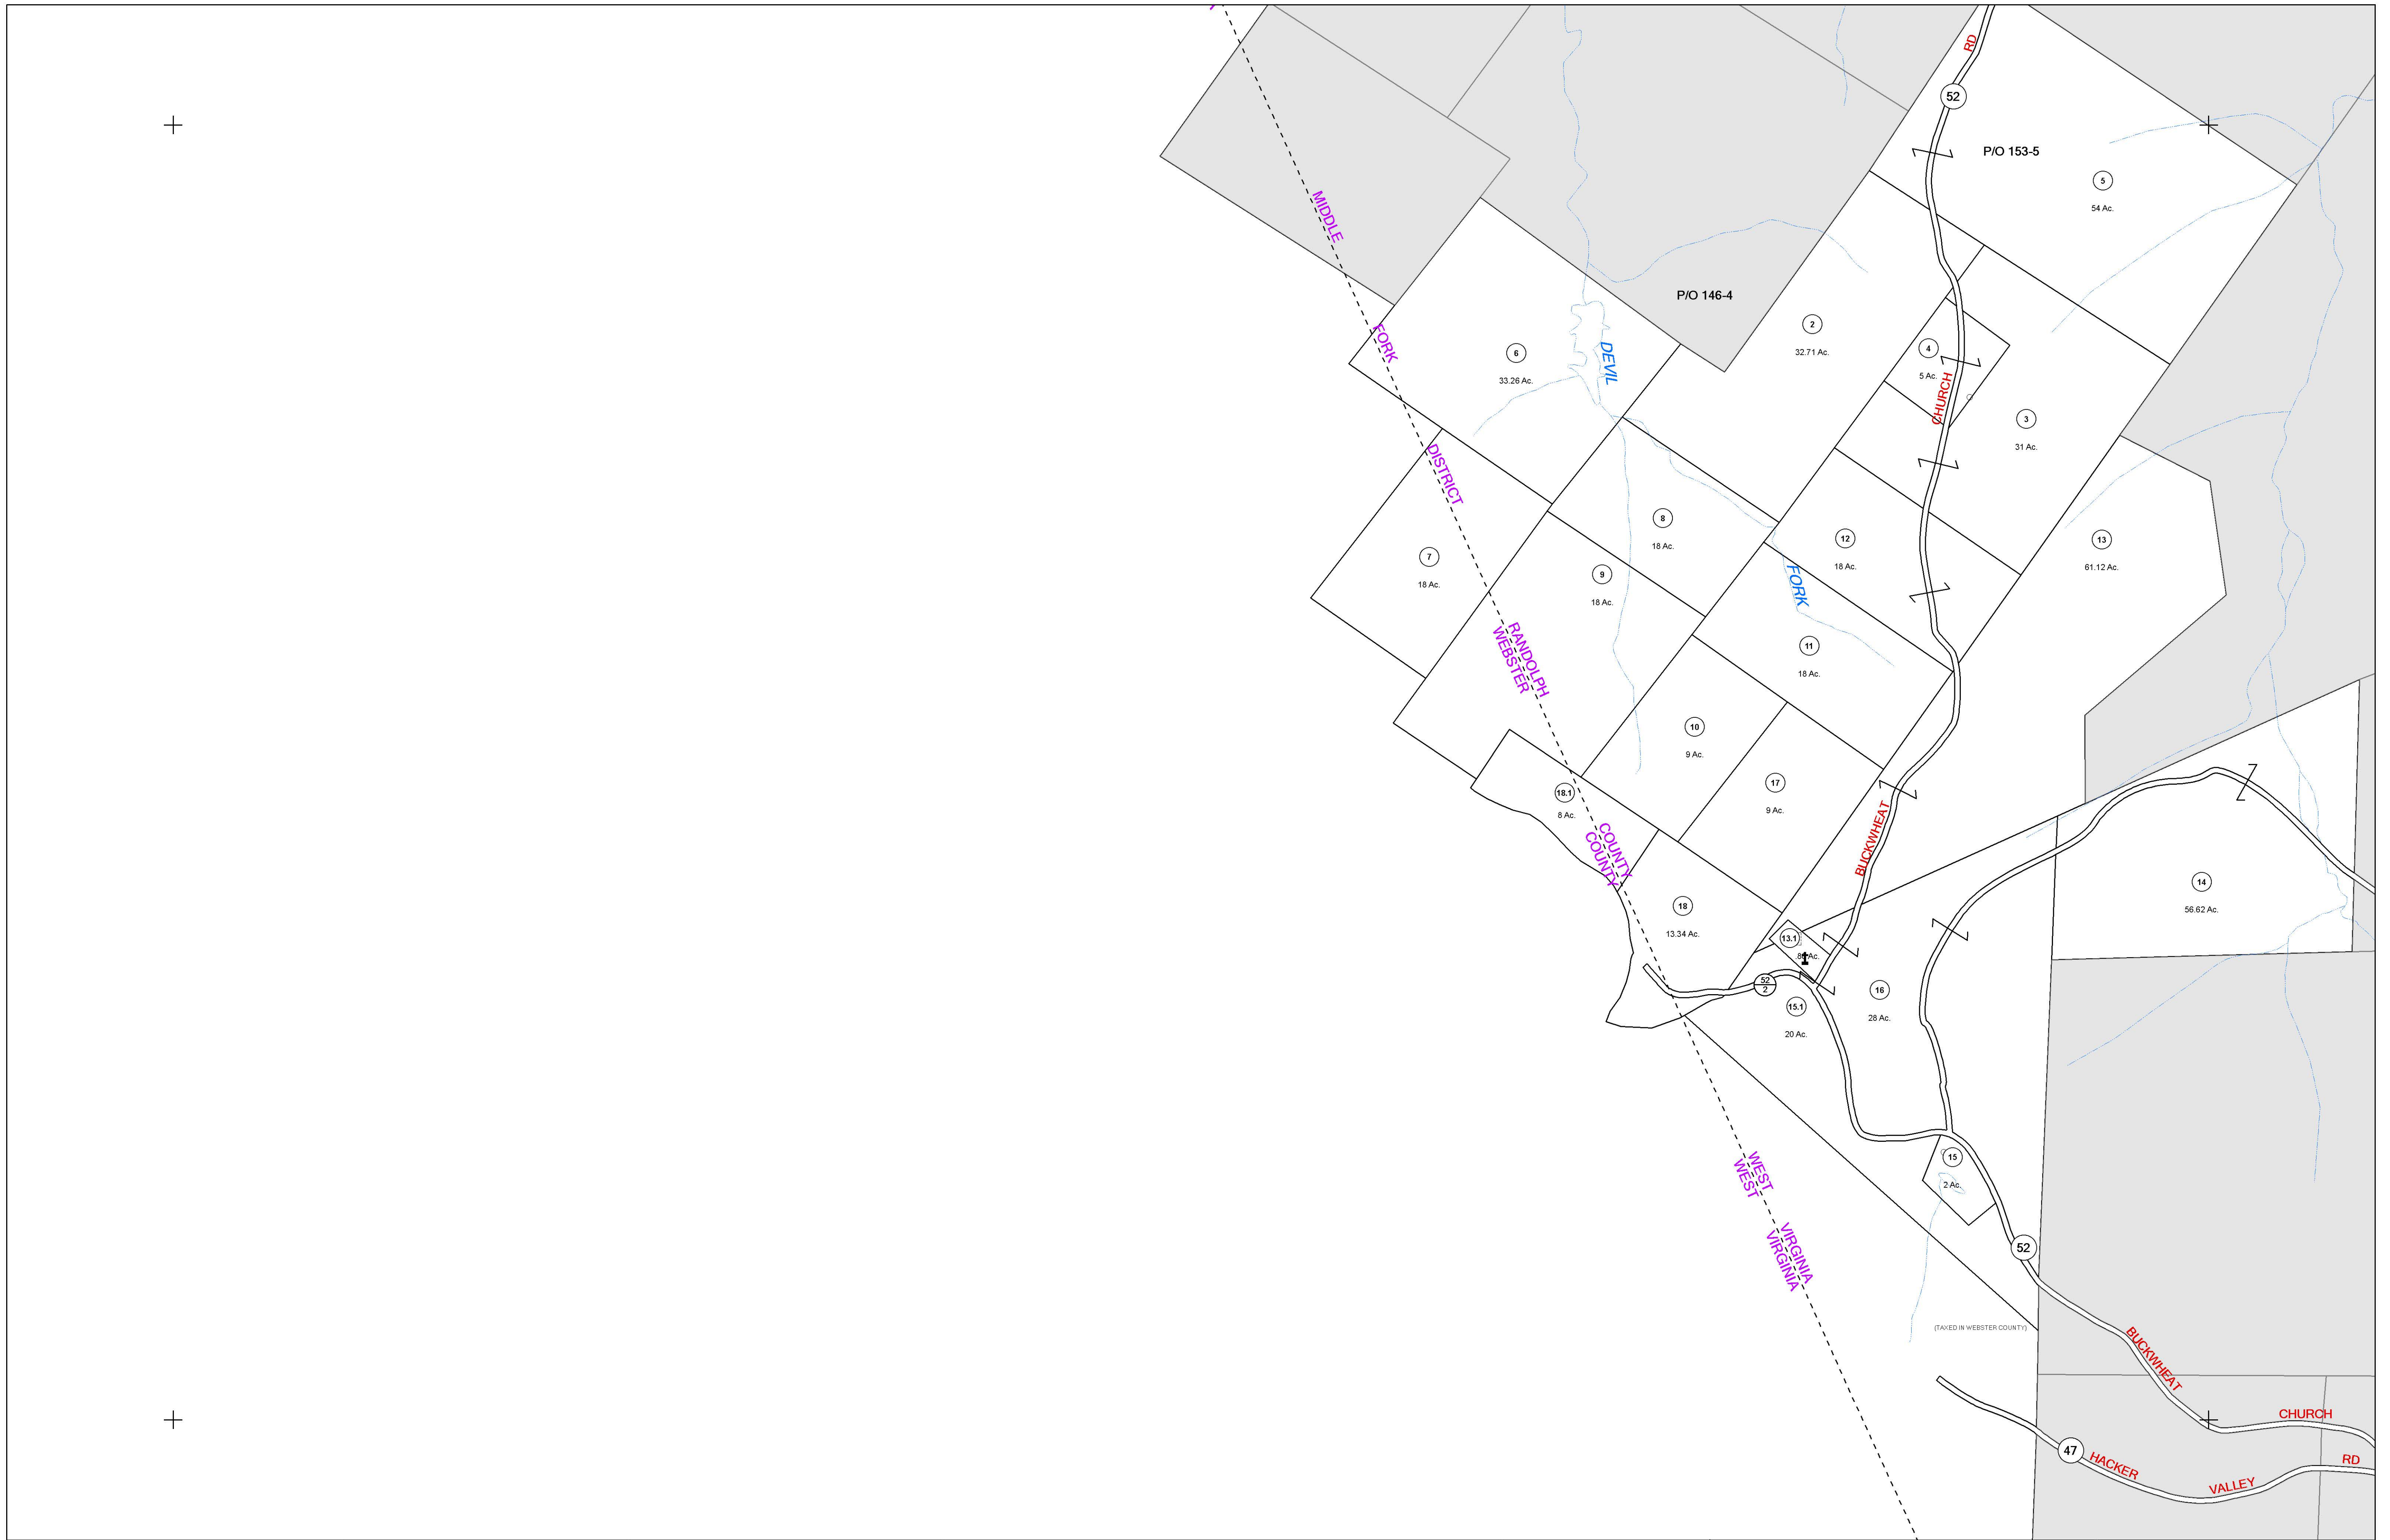 RD
52
P/O 153-5
5
54 Ac.
MIDDLE
P/O 146-4
2
32.71 Ac.
FORK
6
33.26 Ac.
DEVIL
4
5 Ac.
CHURCH
3
31 Ac.
DISTRICT
8
18 Ac.
12
18 Ac.
13
61.12 Ac.
7
18 Ac.
9
18 Ac.
FORK
11
18 Ac.
RANDOLPH
WEBSTER
10
9 Ac.
17
9 Ac.
18.1
8 Ac.
BUCKWHEAT
COUNTY
COUNTY
14
56.62 Ac.
18
13.34 Ac.
13.1
52
2
16
28 Ac.
15.1
20 Ac.
15
2 Ac.
WEST
WEST
VIRGINIA
VIRGINIA
52
(TAXED IN WEBSTER COUNTY)
BUCKWHEAT
CHURCH
47
HACKER
VALLEY
RD